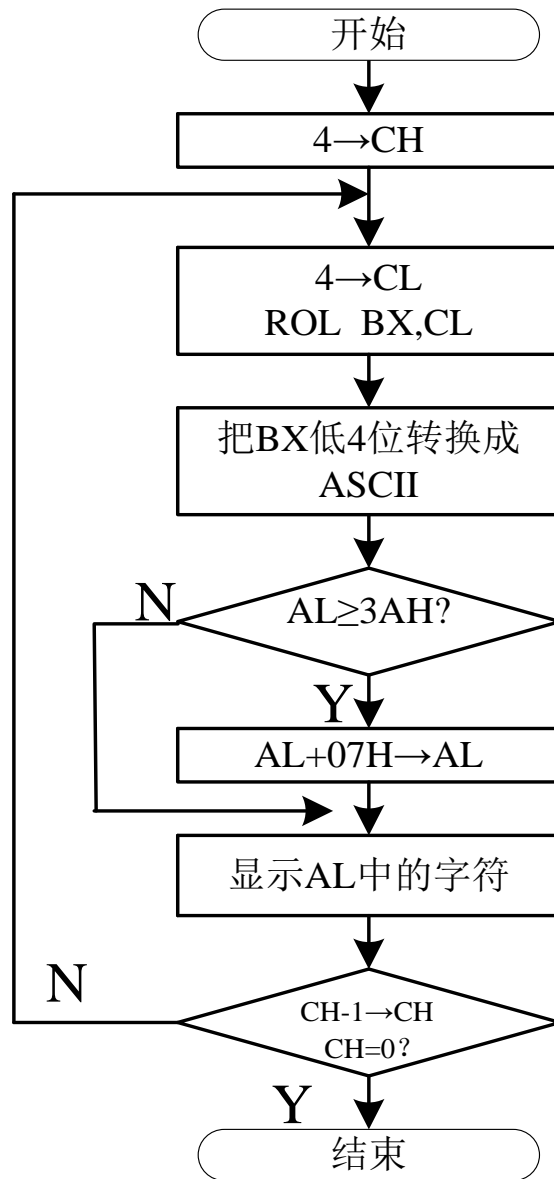 开始
4→CH
4→CL
ROL BX,CL
把BX低4位转换成
ASCII
N
AL≥3AH?
Y
AL+07H→AL
显示AL中的字符
N
CH-1→CH
CH=0？
Y
结束